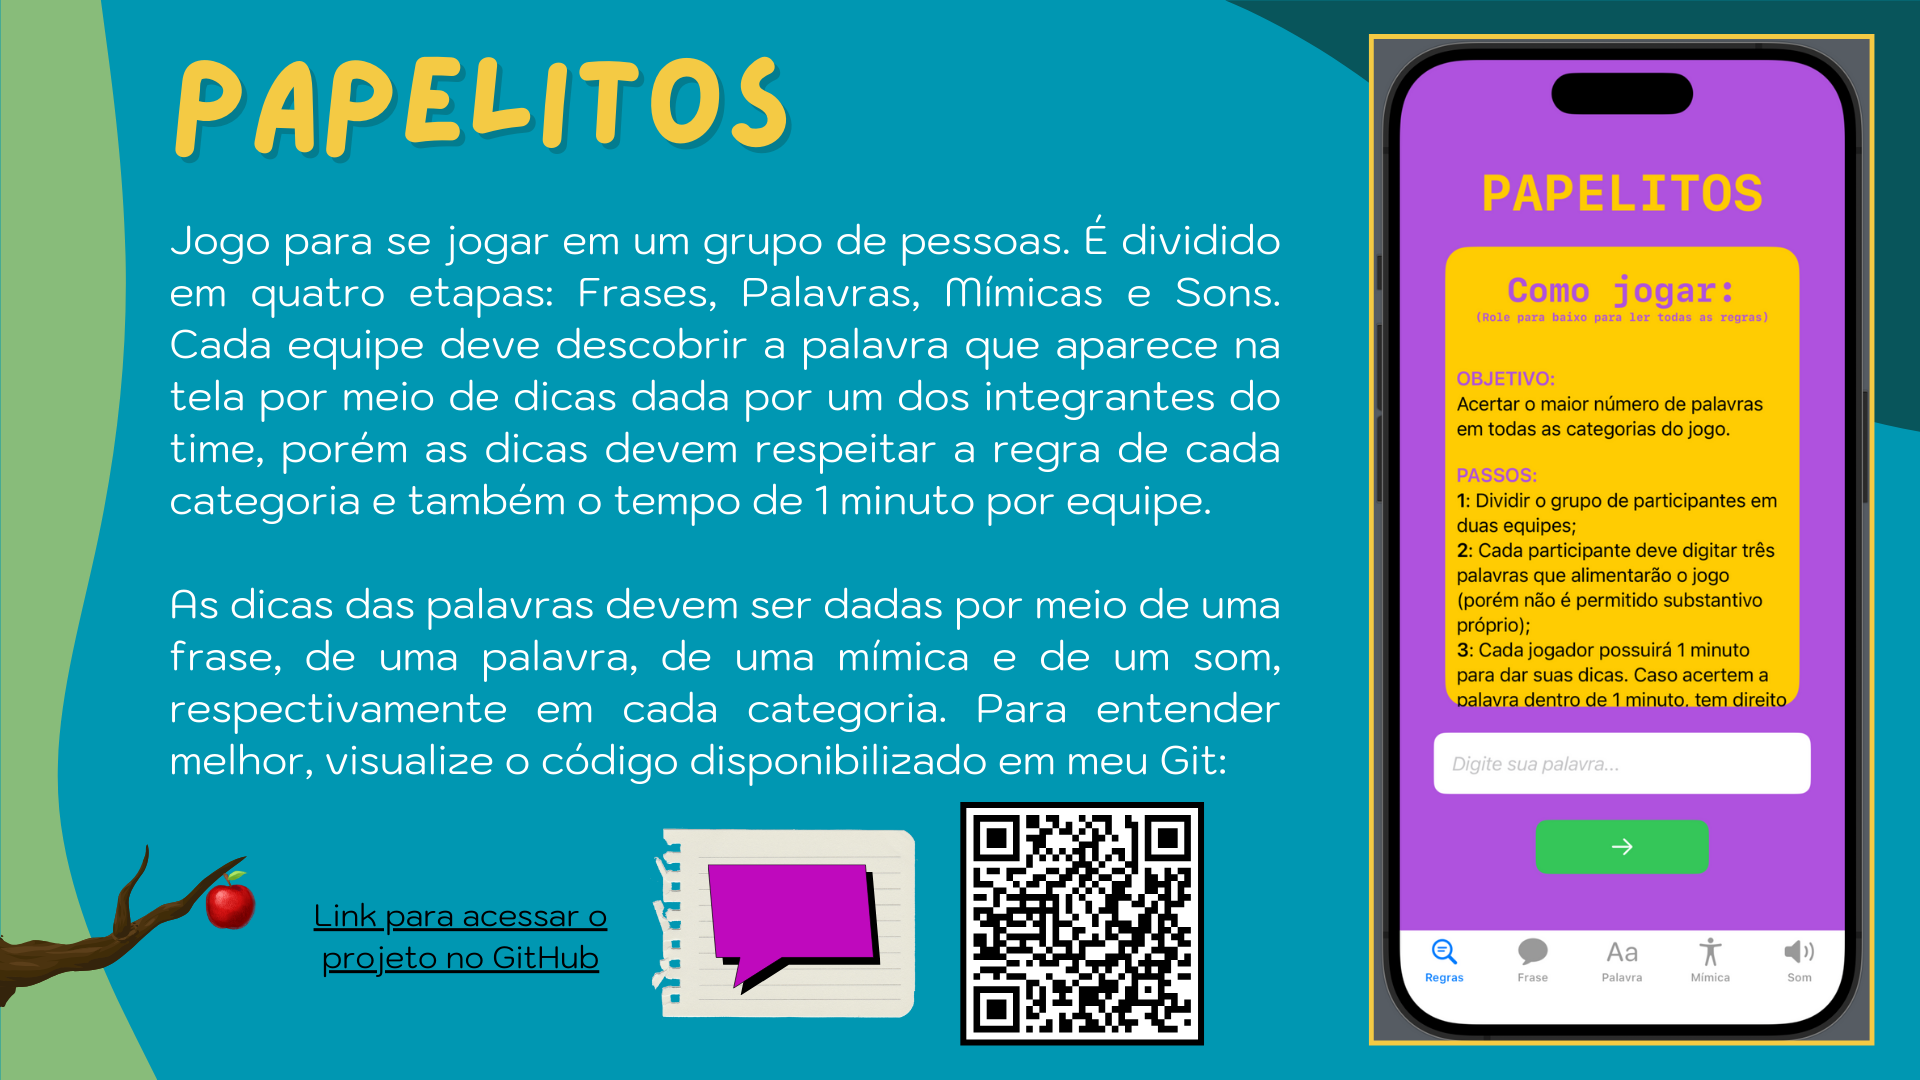 PAPELITOS
Jogo para se jogar em um grupo de pessoas. É dividido
em quatro etapas: Frases, Palavras, Mímicas e Sons.
Cada equipe deve descobrir a palavra que aparece na
tela por meio de dicas dada por um dos integrantes do
time, porém as dicas devem respeitar a regra de cada
categoria e também o tempo de 1 minuto por equipe.
As dicas das palavras devem ser dadas por meio de uma
frase, de uma palavra, de uma mímica e de um som,
respectivamente em cada categoria. Para entender
melhor, visualize o código disponibilizado em meu Git:
Link para acessar o
projeto no GitHub
PAPELITOS
Como jogar:
(Role para baixo para ler todas as regras)
OBJETIVO:
Acertar o maior número de palavras
em todas as categorias do jogo.
PASSOS:
1: Dividir o grupo de participantes em
duas equipes;
2: Cada participante deve digitar três
palavras que alimentarão o jogo
(porém não é permitido substantivo
próprio);
3: Cada jogador possuirá 1 minuto
para dar suas dicas. Caso acertem a
palavra dentro de 1 minuto, tem direito
Digite sua palavra...
→
Regras
Frase
Aa
Palavra
Mímica
Som